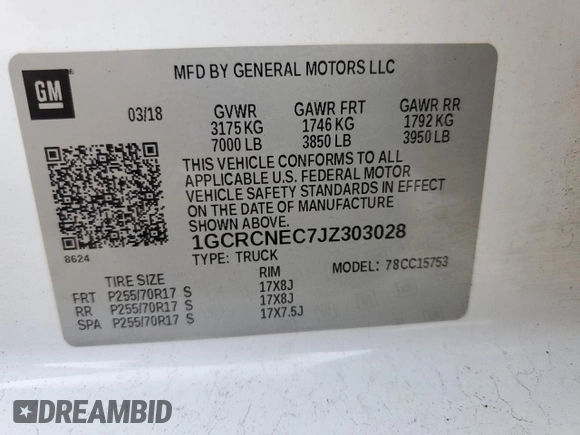 GM
MFD BY GENERAL MOTORS LLC
03/18 GVWR GAWR FRT GAWR RR
3175 KG 1746 KG 1792 KG
7000 LB 3850 LB 3950 LB
THIS VEHICLE CONFORMS TO ALL
APPLICABLE U.S. FEDERAL MOTOR
VEHICLE SAFETY STANDARDS IN EFFECT
ON THE DATE OF MANUFACTURE
SHOWN ABOVE.
8624
1GCRCNEC7JZ303028
TYPE: TRUCK MODEL: 78CC15753
TIRE SIZE RIM
FRT P255/70R17 S 17X8J
RR P255/70R17 S 17X8J
SPA P255/70R17 S 17X7.5J
DREAMBID